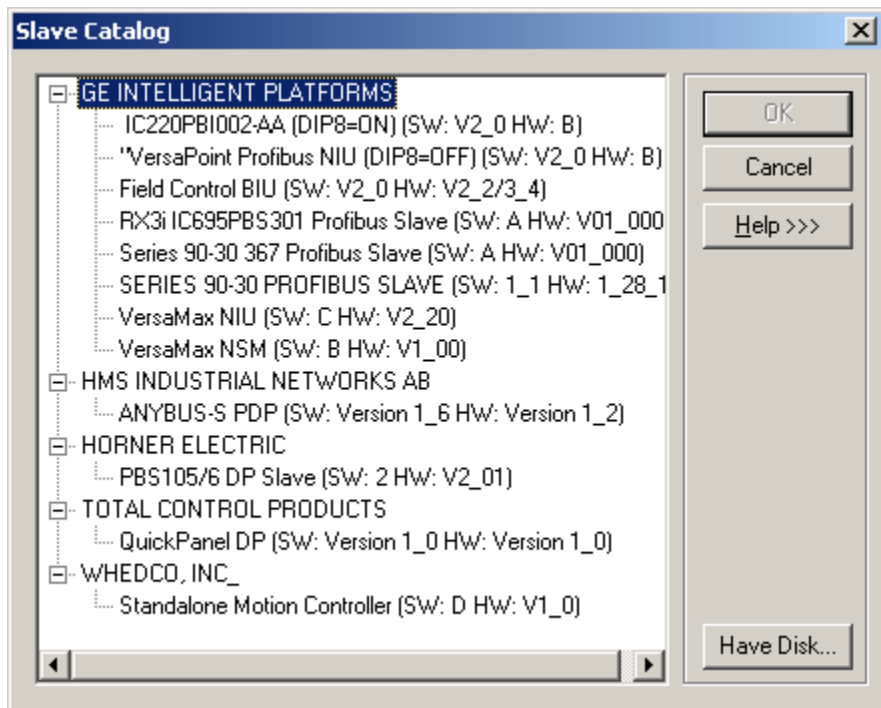 Slave Catalog
GE INTELLIGENT PLATFORMS
IC220PBI002-AA (DIP8=ON) (SW: V2_0 HW: B)
"VersaPoint Profibus NIU (DIP8=OFF) (SW: V2_0 HW: B)
Field Control BIU (SW: V2_0 HW: V2_2/3_4)
RX3i IC695PBS301 Profibus Slave (SW: A HW: V01_000
Series 90-30 367 Profibus Slave (SW: A HW: V01_000)
SERIES 90-30 PROFIBUS SLAVE (SW: 1_1 HW: 1_28_1
VersaMax NIU (SW: C HW: V2_20)
VersaMax NSM (SW: B HW: V1_00)
HMS INDUSTRIAL NETWORKS AB
ANYBUS-S PDP (SW: Version 1_6 HW: Version 1_2)
HORNER ELECTRIC
PBS105/6 DP Slave (SW: 2 HW: V2_01)
TOTAL CONTROL PRODUCTS
QuickPanel DP (SW: Version 1_0 HW: Version 1_0)
WHEDCO, INC_
Standalone Motion Controller (SW: D HW: V1_0)
OK
Cancel
Help >>>
Have Disk...